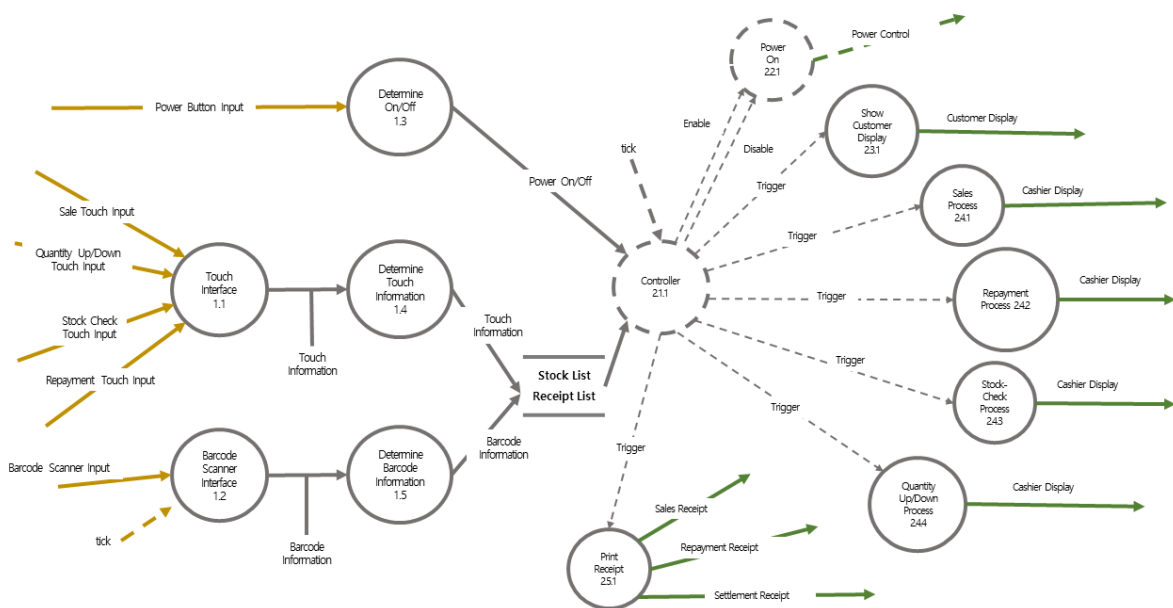 Power Button Input
Determine
On/Off
1.3
Power On/Off
tick
Enable
Disable
Power
On
2.2.1
Power Control
Trigger
Show
Customer
Display
2.3.1
Customer Display
Sale Touch Input
Quantity Up/Down
Touch Input
Stock Check
Touch Input
Repayment Touch Input
Touch
Interface
1.1
Touch
Information
Determine
Touch
Information
1.4
Touch
Information
Stock List
Receipt List
Controller
2.1.1
Trigger
Sales
Process
2.4.1
Cashier Display
Trigger
Repayment
Process 2.4.2
Cashier Display
Trigger
Stock-
Check
Process
2.4.3
Cashier Display
Barcode Scanner Input
tick
Barcode
Scanner
Interface
1.2
Barcode
Information
Determine
Barcode
Information
1.5
Barcode
Information
Trigger
Quantity
Up/Down
Process
2.4.4
Cashier Display
Trigger
Print
Receipt
2.5.1
Sales Receipt
Repayment Receipt
Settlement Receipt